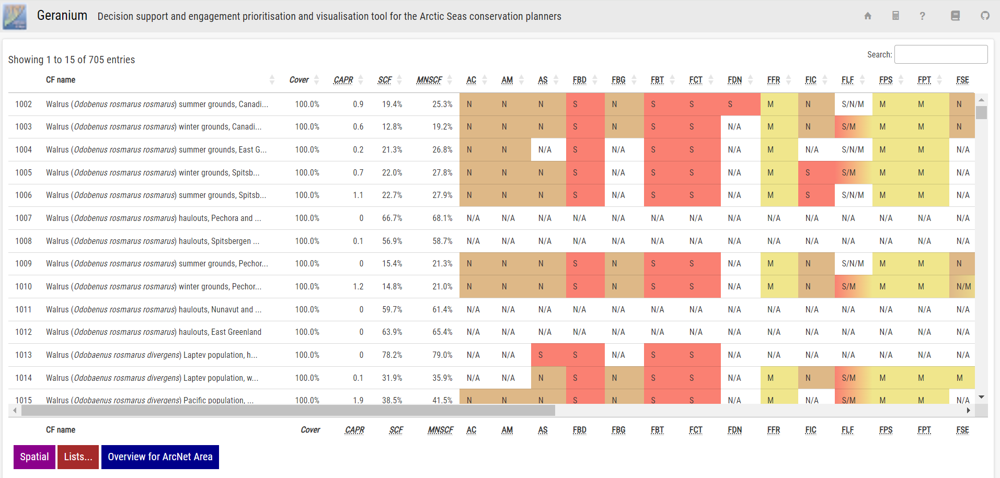 Geranium Decision support and engagement prioritisation and visualisation tool for the Arctic Seas conservation planners ?
Showing 1 to 15 of 705 entries Search:
CF name Cover CAPR SCF MNSCF AC AM AS FBD FBG FBT FCT FDN FFR FIC FLF FPS FPT FSE
1002 Walrus (Odobenus rosmarus rosmarus) summer grounds, Canadi... 100.0% 0.9 19.4% 25.3% N N N S N S S S M N S/N/M M M N
1003 Walrus (Odobenus rosmarus rosmarus) winter grounds, Canadi... 100.0% 0.6 12.8% 19.2% N N N S N S S N/A M N S/M M M N
1004 Walrus (Odobenus rosmarus rosmarus) summer grounds, East G... 100.0% 0.2 21.3% 26.8% N N N/A S N/A S S N/A M N/A S/N/M M M N/A
1005 Walrus (Odobenus rosmarus rosmarus) winter grounds, Spitsb... 100.0% 0.7 22.0% 27.8% N N N S N/A S S N/A M S S/M M M N/A
1006 Walrus (Odobenus rosmarus rosmarus) summer grounds, Spitsb... 100.0% 1.1 22.7% 27.9% N N N S N/A S S N/A M S S/N/M M M N/A
1007 Walrus (Odobenus rosmarus rosmarus) haulouts, Pechora and ... 100.0% 0 66.7% 68.1% N/A N/A N/A N/A N/A N/A N/A N/A N/A N/A N/A N/A N/A N/A
1008 Walrus (Odobenus rosmarus rosmarus) haulouts, Spitsbergen ... 100.0% 0.1 56.9% 58.7% N/A N/A N/A N/A N/A N/A N/A N/A N/A N/A N/A N/A N/A N/A
1009 Walrus (Odobenus rosmarus rosmarus) summer grounds, Pechor... 100.0% 0 15.4% 21.3% N N N S N S S N/A M N S/N/M M M N
1010 Walrus (Odobenus rosmarus rosmarus) winter grounds, Pechor... 100.0% 1.2 14.8% 21.0% N N N S N S S N/A M N S/M M M N/M
1011 Walrus (Odobenus rosmarus rosmarus) haulouts, Nunavut and ... 100.0% 0 59.7% 61.4% N/A N/A N/A N/A N/A N/A N/A N/A N/A N/A N/A N/A N/A N/A
1012 Walrus (Odobenus rosmarus rosmarus) haulouts, East Greenland 100.0% 0 63.9% 65.4% N/A N/A N/A N/A N/A N/A N/A N/A N/A N/A N/A N/A N/A N/A
1013 Walrus (Odobaenus rosmarus divergens) Laptev population, h... 100.0% 0 78.2% 79.0% N/A N/A S S N/A S S N/A N/A N/A N/A N/A N/A N/A
1014 Walrus (Odobaenus rosmarus divergens) Laptev population, w... 100.0% 0.1 31.9% 35.9% N/A N/A N S N S S N/A M N S/M M M M
1015 Walrus (Odobaenus rosmarus divergens) Pacific population, ... 100.0% 1.9 38.5% 41.5% N N N S N S S N/A M N/A S/M M M N/A
CF name Cover CAPR SCF MNSCF AC AM AS FBD FBG FBT FCT FDN FFR FIC FLF FPS FPT FSE
Spatial Lists... Overview for ArcNet Area